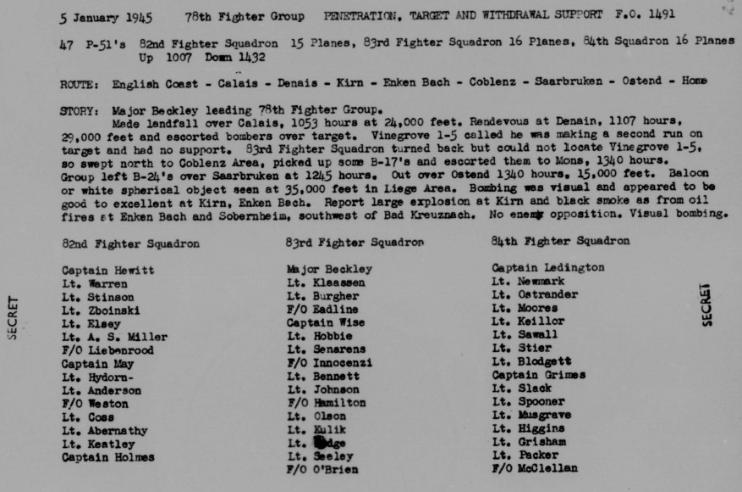 5 January 1945 78th Fighter Group PENETRATION, TARGET AND WITHDRAWAL SUPPORT F.O. 1491
47 P-51's 82nd Fighter Squadron 15 Planes, 83rd Fighter Squadron 16 Planes, 84th Squadron 16 Planes
Up 1007 Down 1432
ROUTE: English Coast - Calais - Denais - Kirn - Enken Bach - Coblenz - Saarbruken - Ostend - Home
STORY: Major Beckley leading 78th Fighter Group.
Made landfall over Calais, 1053 hours at 24,000 feet. Rendevous at Denain, 1107 hours,
29,000 feet and escorted bombers over target. Vinegrove 1-5 called he was making a second run on
target and had no support. 83rd Fighter Squadron turned back but could not locate Vinegrove 1-5,
so swept north to Coblenz Area, picked up some B-17's and escorted them to Mons, 1340 hours.
Group left B-24's over Saarbruken at 1245 hours. Out over Ostend 1340 hours, 15,000 feet. Baloon
or white spherical object seen at 35,000 feet in Liege Area. Bombing was visual and appeared to be
good to excellent at Kirn, Enken Bech. Report large explosion at Kirn and black smoke as from oil
fires at Enken Bach and Sobernheim, southwest of Bad Kreuznach. No enemy opposition. Visual bombing.
82nd Fighter Squadron 83rd Fighter Squadron 84th Fighter Squadron
Captain Hewitt Major Beckley Captain Ledington
Lt. Warren Lt. Klaassen Lt. Newmark
Lt. Stinson Lt. Burgher Lt. Ostrander
Lt. Zboinski F/O Eadline Lt. Moores
Lt. Elsey Captain Wise Lt. Keillor
Lt. A. S. Miller Lt. Hobbie Lt. Sawall
F/O Liebenrood Lt. Senarens Lt. Stier
Captain May F/O Innocenzi Lt. Blodgett
Lt. Hydorn- Lt. Bennett Captain Grimes
Lt. Anderson Lt. Johnson Lt. Slack
F/O Weston F/O Hamilton Lt. Spooner
Lt. Coss Lt. Olson Lt. Musgrave
Lt. Abernathy Lt. Kulik Lt. Higgins
Lt. Keatley Lt. Lt. Grisham
Captain Holmes Lt. Seeley Lt. Packer
F/O O'Brien F/O McClellan
SECRET
SECRET